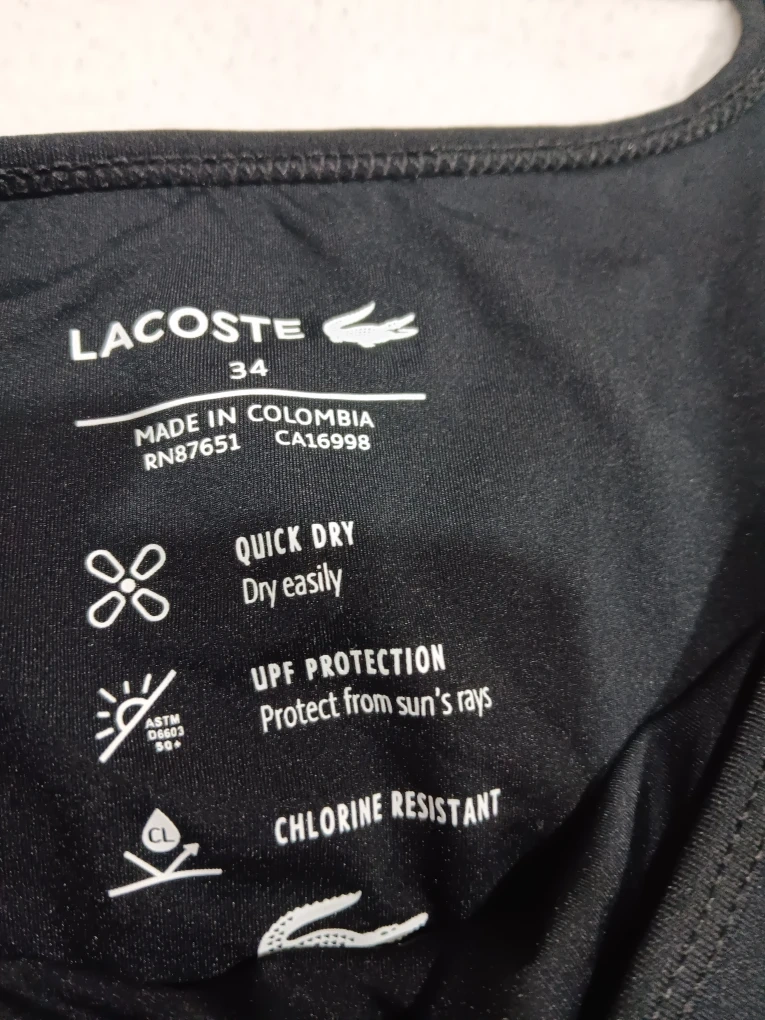 LACOSTE
34
MADE IN COLOMBIA
RN87651 CA16998
QUICK DRY
Dry easily
UPF PROTECTION
Protect from sun's rays
ASTM
D6603
50+
CHLORINE RESISTANT
CL